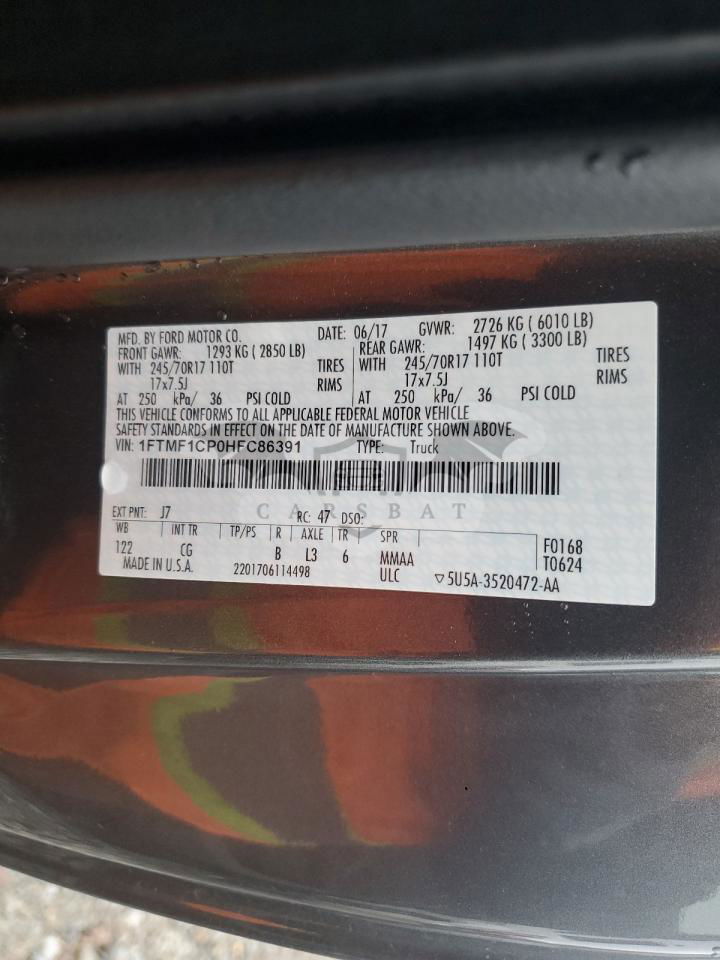 MFD. BY FORD MOTOR CO. DATE: 06/17 GVWR: 2726 KG ( 6010 LB)
FRONT GAWR: 1293 KG ( 2850 LB) REAR GAWR: 1497 KG ( 3300 LB)
WITH 245/70R17 110T TIRES WITH 245/70R17 110T TIRES
17x7.5J RIMS 17x7.5J RIMS
AT 250 kPa/ 36 PSI COLD AT 250 kPa/ 36 PSI COLD
THIS VEHICLE CONFORMS TO ALL APPLICABLE FEDERAL MOTOR VEHICLE
SAFETY STANDARDS IN EFFECT ON THE DATE OF MANUFACTURE SHOWN ABOVE.
VIN: 1FTMF1CP0HFC86391 TYPE: Truck
CARSBAT
EXT PNT: J7 RC: 47 DSO:
WB INT TR TP/PS R AXLE TR SPR
122 CG B L3 6 MMAA F0168
MADE IN U.S.A. 2201706114498 ULC ▽5U5A-3520472-AA T0624